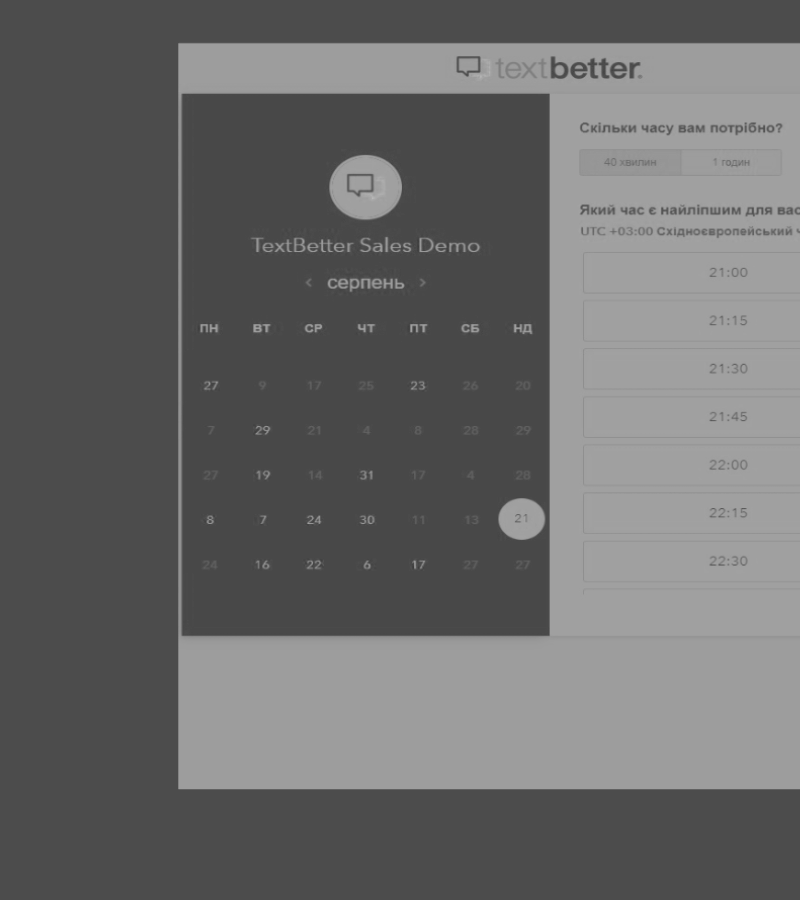 textbetter.
TextBetter Sales Demo
серпень
ПН ВТ СР ЧТ ПТ СБ НД
27 9 17 25 23 26 20
7 29 21 4 8 28 29
27 19 14 31 17 4 28
8 7 24 30 11 13 21
24 16 22 6 17 27 27
Скільки часу вам потрібно?
40 хвилин 1 годин
Який час є найліпшим для вас
UTC +03:00 Східноєвропейський
21:00
21:15
21:30
21:45
22:00
22:15
22:30